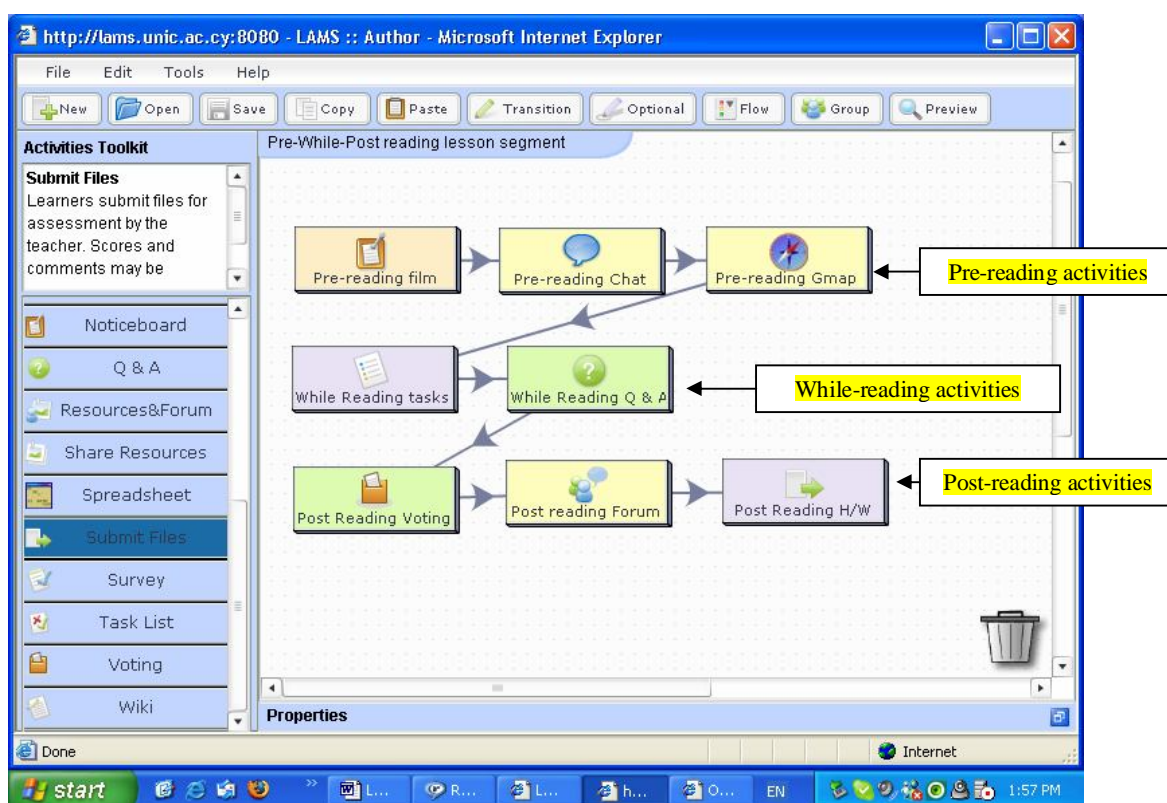 http://lams.unic.ac.cy:8080 - LAMS :: Author - Microsoft Internet Explorer
File Edit Tools Help
New Open Save Copy Paste Transition Optional Flow Group Preview
Activities Toolkit
Submit Files
Learners submit files for
assessment by the
teacher. Scores and
comments may be
Noticeboard
Q & A
Resources&Forum
Share Resources
Spreadsheet
Submit Files
Survey
Task List
Voting
Wiki
Pre-While-Post reading lesson segment
Pre-reading film
Pre-reading Chat
Pre-reading Gmap
Pre-reading activities
While Reading tasks
While Reading Q & A
While-reading activities
Post Reading Voting
Post reading Forum
Post Reading H/W
Post-reading activities
Properties
Done
Internet
start
L...
R...
L...
h...
O...
EN
1:57 PM